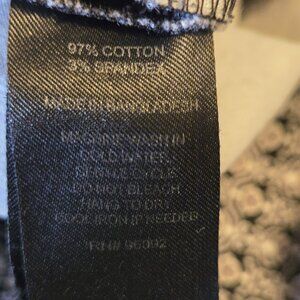 97% COTTON
3% SPANDEX
MADE IN BANGLADESH
MACHINE WASH IN
COLD WATER,
GENTLE CYCLE
DO NOT BLEACH
HANG TO DRY
COOL IRON IF NEEDED
RN# 96092